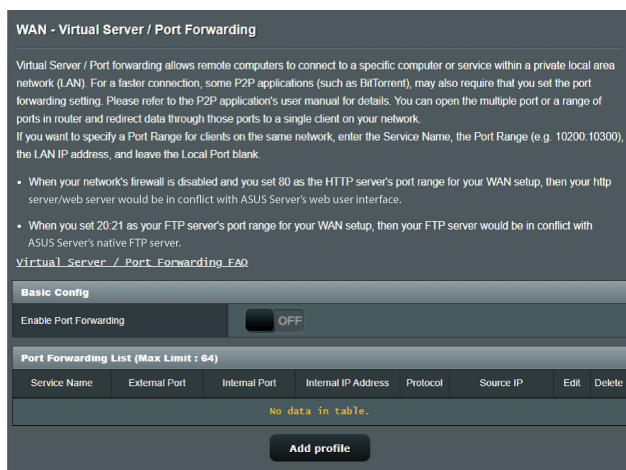 WAN - Virtual Server / Port Forwarding
Virtual Server / Port forwarding allows remote computers to connect to a specific computer or service within a private local area
network (LAN). For a faster connection, some P2P applications (such as BitTorrent), may also require that you set the port
forwarding setting. Please refer to the P2P application's user manual for details. You can open the multiple port or a range of
ports in router and redirect data through those ports to a single client on your network.
If you want to specify a Port Range for clients on the same network, enter the Service Name, the Port Range (e.g. 10200:10300),
the LAN IP address, and leave the Local Port blank.
• When your network's firewall is disabled and you set 80 as the HTTP server's port range for your WAN setup, then your http
server/web server would be in conflict with ASUS Server's web user interface.
• When you set 20:21 as your FTP server's port range for your WAN setup, then your FTP server would be in conflict with
ASUS Server's native FTP server.
Virtual Server / Port Forwarding FAQ
Basic Config
Enable Port Forwarding OFF
Port Forwarding List (Max Limit : 64)
Service Name External Port Internal Port Internal IP Address Protocol Source IP Edit Delete
No data in table.
Add profile